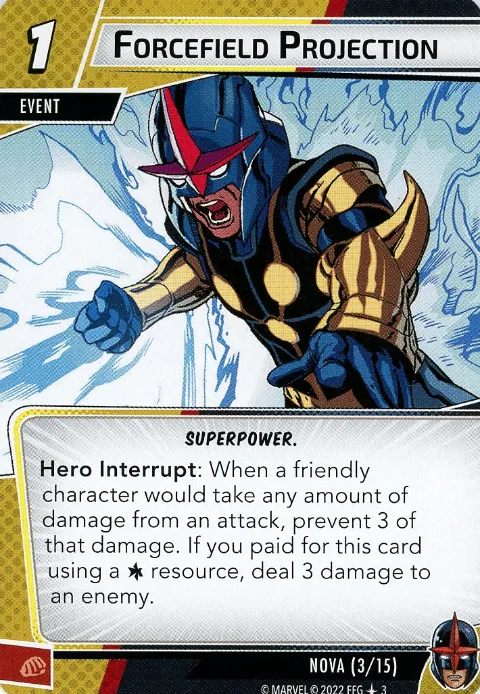 1
FORCEFIELD PROJECTION
EVENT
SUPERPOWER.
Hero Interrupt: When a friendly
character would take any amount of
damage from an attack, prevent 3 of
that damage. If you paid for this card
using a resource, deal 3 damage to
an enemy.
NOVA (3/15)
© MARVEL © 2022 FFG 3